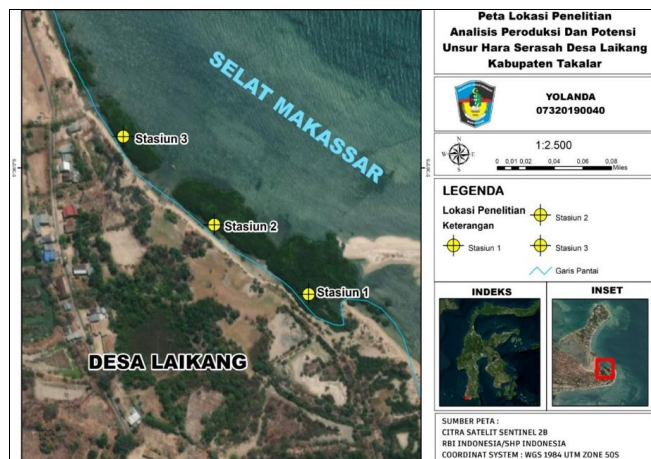 SELAT MAKASSAR
Stasiun 3
Stasiun 2
Stasiun 1
DESA LAIKANG
Peta Lokasi Penelitian
Analisis Peroduksi Dan Potensi
Unsur Hara Serasah Desa Laikang
Kabupaten Takalar
YOLANDA
07320190040
N
W
E
S
1:2.500
0 0,01 0,02 0,04 0,06 0,08
Miles
LEGENDA
Lokasi Penelitian
Keterangan
Stasiun 1
Stasiun 2
Stasiun 3
Garis Pantai
INDEKS
INSET
SUMBER PETA :
CITRA SATELIT SENTINEL 2B
RBI INDONESIA/SHP INDONESIA
COORDINAT SYSTEM : WGS 1984 UTM ZONE 50S